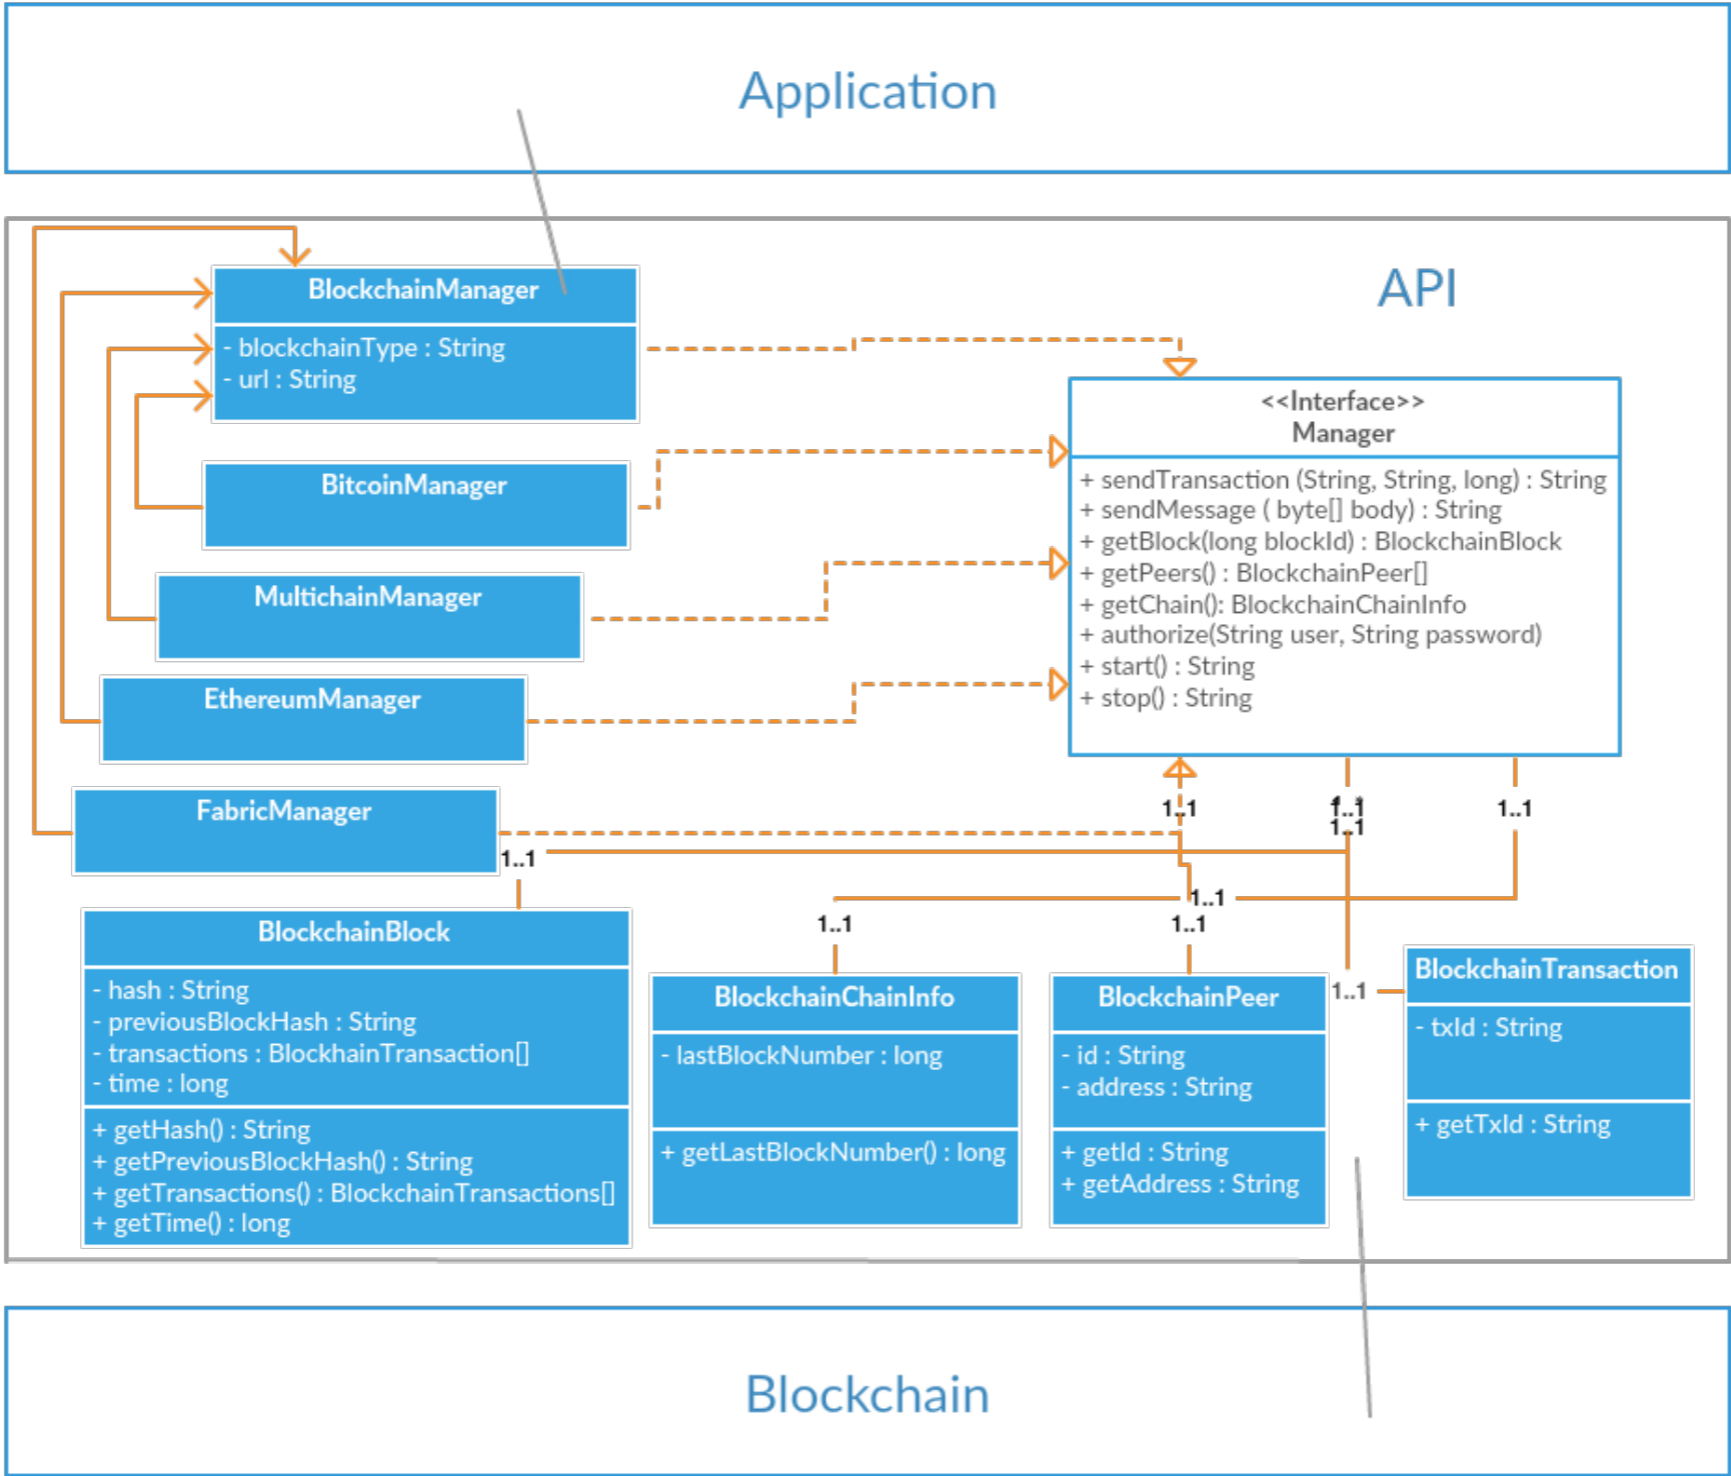 Application
API
BlockchainManager
- blockchainType : String
- url : String
BitcoinManager
MultichainManager
EthereumManager
FabricManager
<<Interface>>
Manager
+ sendTransaction (String, String, long) : String
+ sendMessage ( byte[] body) : String
+ getBlock(long blockId) : BlockchainBlock
+ getPeers() : BlockchainPeer[]
+ getChain(): BlockchainChainInfo
+ authorize(String user, String password)
+ start() : String
+ stop() : String
1..1
1..1
1..1
1..1
1..1
1..1
1..1
1..1
1..1
BlockchainBlock
- hash : String
- previousBlockHash : String
- transactions : BlockhainTransaction[]
- time : long
+ getHash() : String
+ getPreviousBlockHash() : String
+ getTransactions() : BlockchainTransactions[]
+ getTime() : long
BlockchainChainInfo
- lastBlockNumber : long
+ getLastBlockNumber() : long
BlockchainPeer
- id : String
- address : String
+ getId : String
+ getAddress : String
BlockchainTransaction
- txId : String
+ getTxId : String
Blockchain